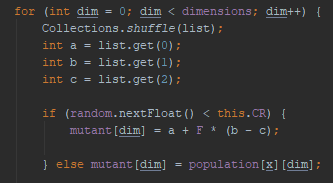 for (int dim = 0; dim < dimensions; dim++) {
Collections.shuffle(list);
int a = list.get(0);
int b = list.get(1);
int c = list.get(2);
if (random.nextFloat() < this.CR) {
mutant[dim] = a + F * (b - c);
} else mutant[dim] = population[x][dim];